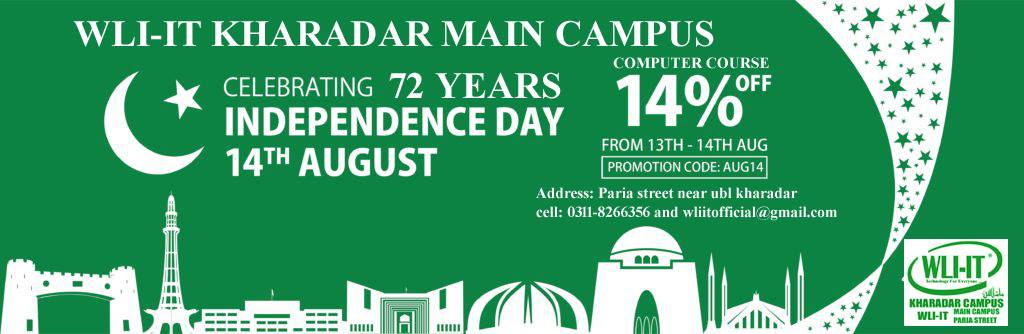 WLI-IT KHARADAR MAIN CAMPUS
CELEBRATING 72 YEARS
INDEPENDENCE DAY
14TH AUGUST
COMPUTER COURSE
14% OFF
FROM 13TH - 14TH AUG
PROMOTION CODE: AUG14
Address: Paria street near ubl kharadar
cell: 0311-8266356 and wliitofficial@gmail.com
WLI-IT®
Technology For Everyone
KHARADAR CAMPUS
WLI-IT MAIN CAMPUS
PARIA STREET